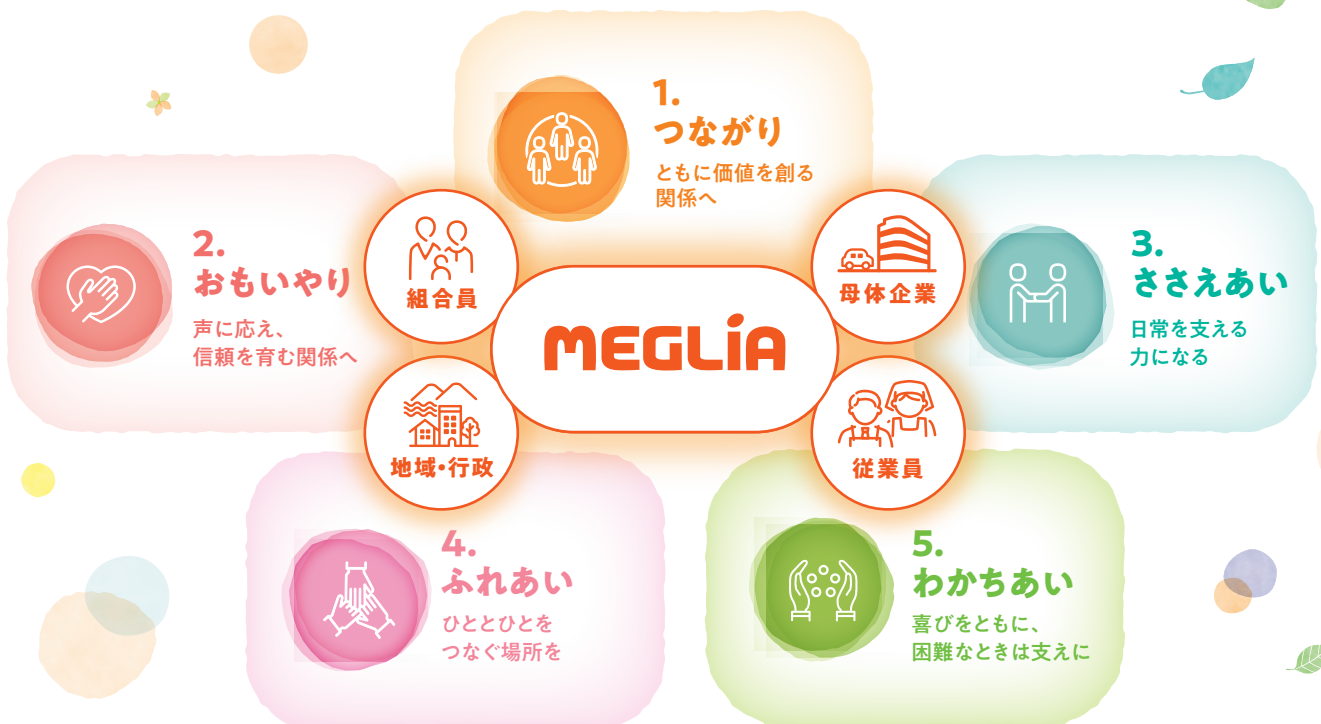 1.
つながり
ともに価値を創る
関係へ
2.
おもいやり
声に応え、
信頼を育む関係へ
組合員
母体企業
3.
ささえあい
日常を支える
力になる
MEGLiA
地域・行政
従業員
4.
ふれあい
ひととひとを
つなぐ場所を
5.
わかちあい
喜びをともに、
困難なときは支えに